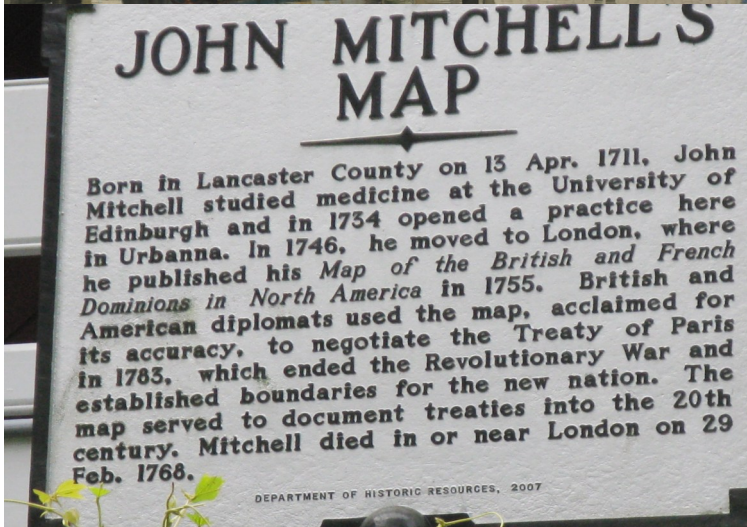 JOHN MITCHELL'S
MAP
Born in Lancaster County on 13 Apr. 1711, John
Mitchell studied medicine at the University of
Edinburgh and in 1734 opened a practice here
in Urbanna. In 1746, he moved to London, where
he published his Map of the British and French
Dominions in North America in 1755. British and
American diplomats used the map, acclaimed for
its accuracy, to negotiate the Treaty of Paris
in 1783, which ended the Revolutionary War and
established boundaries for the new nation. The
map served to document treaties into the 20th
century. Mitchell died in or near London on 29
Feb. 1768.
DEPARTMENT OF HISTORIC RESOURCES, 2007